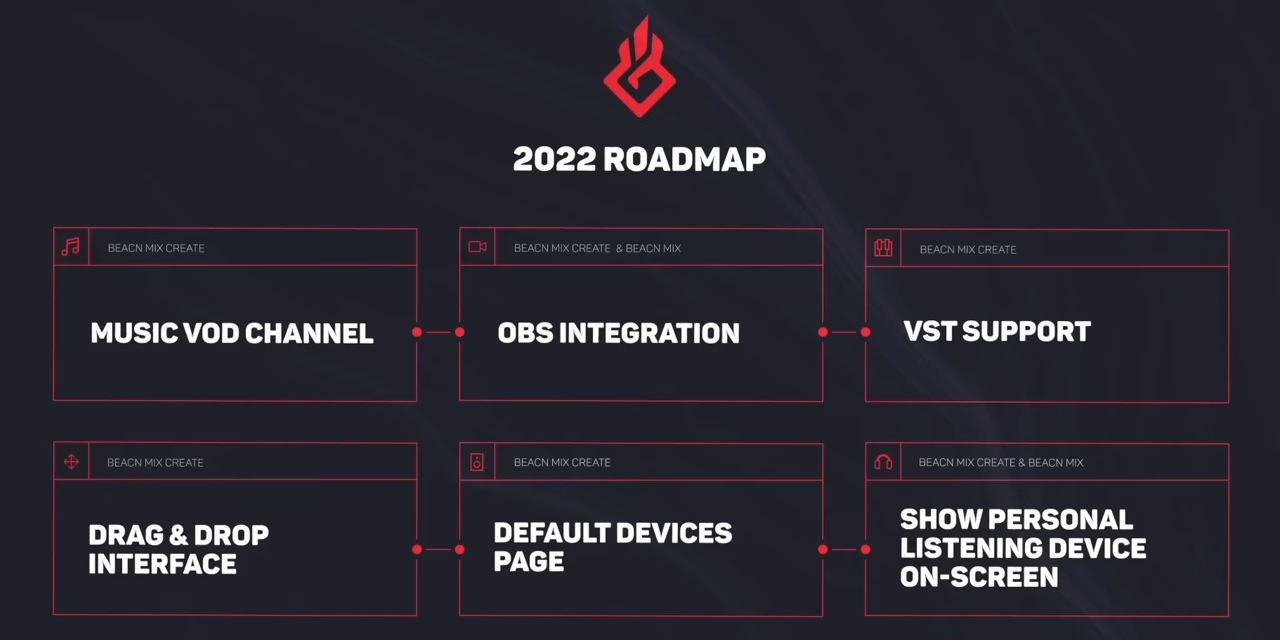 2022 ROADMAP
BEACN MIX CREATE
MUSIC VOD CHANNEL
BEACN MIX CREATE & BEACN MIX
OBS INTEGRATION
BEACN MIX CREATE
VST SUPPORT
BEACN MIX CREATE
DRAG & DROP
INTERFACE
BEACN MIX CREATE
DEFAULT DEVICES
PAGE
BEACN MIX CREATE & BEACN MIX
SHOW PERSONAL
LISTENING DEVICE
ON-SCREEN